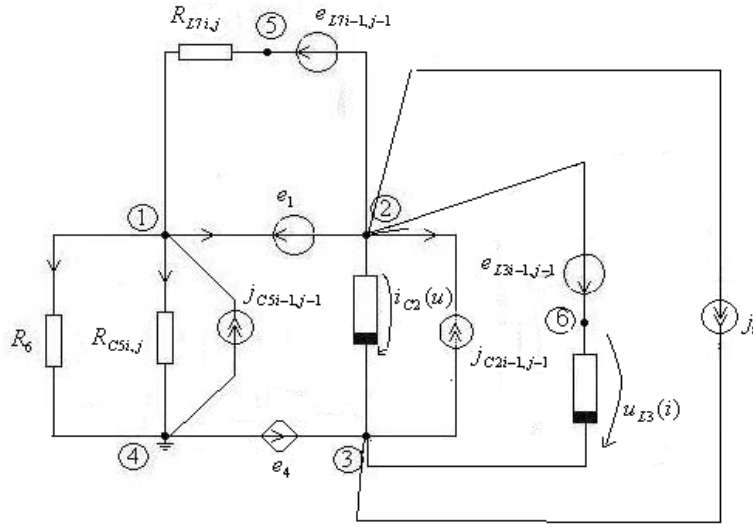 R_{L7i,j}
5
e_{L7i-1,j-1}
1
e_1
2
e_{L3i-1,j-1}
R_6
R_{C5i,j}
j_{C5i-1,j-1}
i_{C2}(u)
j_{C2i-1,j-1}
6
u_{L3}(i)
4
e_4
3